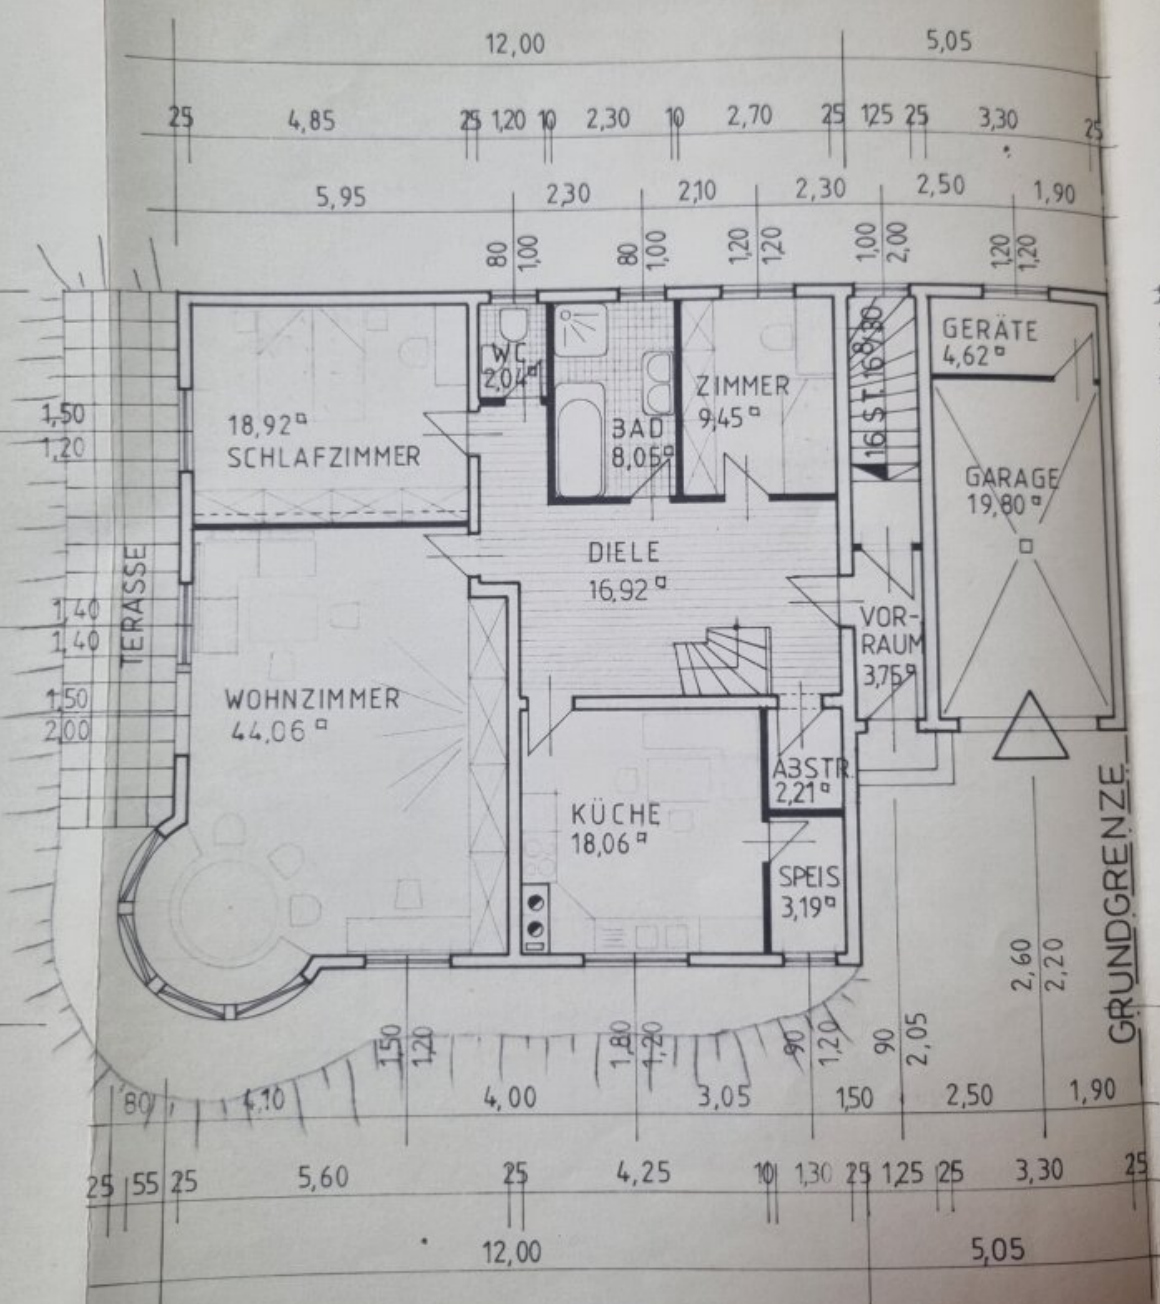 12,00 5,05
25 4,85 25 1,20 10 2,30 10 2,70 25 125 25 3,30 25
5,95 2,30 2,10 2,30 2,50 1,90
80 1,00 80 1,00 1,20 1,20 1,00 2,00 1,20 1,20
GERÄTE
4,62
WC
2,04
ZIMMER
9,45
16 ST. 16⁸/30
18,92
SCHLAFZIMMER
BAD
8,05
1,50
1,20
GARAGE
19,80
DIELE
16,92
TERASSE
1,40
1,40
VOR-
RAUM
3,75
1,50
2,00
WOHNZIMMER
44,06
ABSTR.
2,21
KÜCHE
18,06
SPEIS
3,19
GRUNDGRENZE
2,60 2,20
1,50 1,20 1,80 1,20 90 1,20 90 2,05
80 4,10 4,00 3,05 1,50 2,50 1,90
25 55 25 5,60 25 4,25 10 1,30 25 1,25 25 3,30 25
12,00 5,05